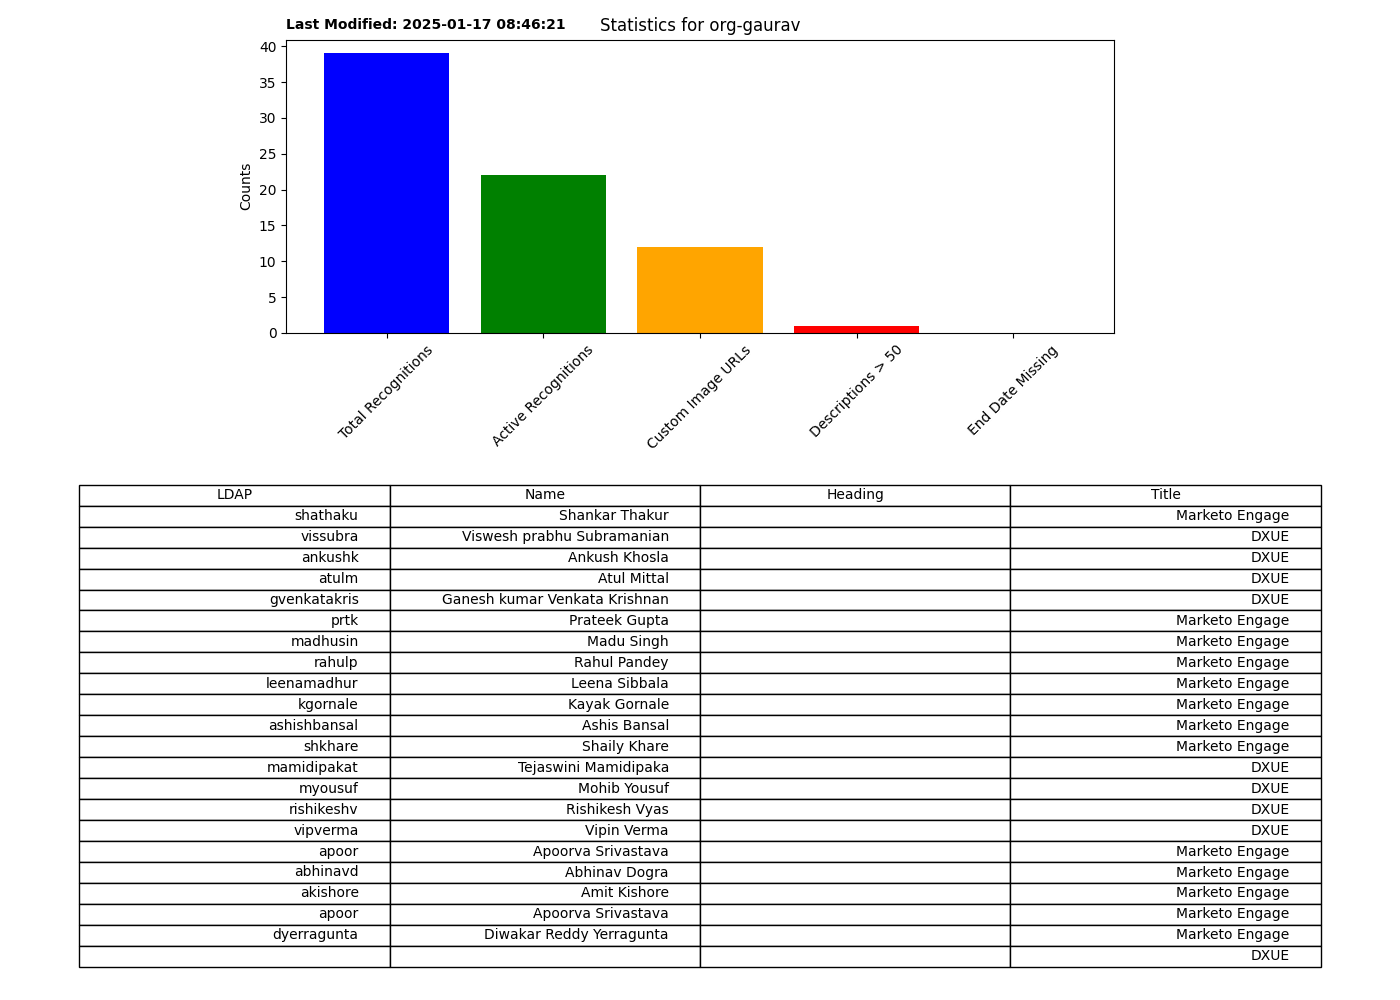 Last Modified: 2025-01-17 08:46:21 Statistics for org-gaurav
40
35
30
25
20
15
10
5
0
Counts
Total Recognitions
Active Recognitions
Custom Image URLs
Descriptions > 50
End Date Missing
LDAP Name Heading Title
shathaku Shankar Thakur Marketo Engage
vissubra Viswesh prabhu Subramanian DXUE
ankushk Ankush Khosla DXUE
atulm Atul Mittal DXUE
gvenkatakris Ganesh kumar Venkata Krishnan DXUE
prtk Prateek Gupta Marketo Engage
madhusin Madu Singh Marketo Engage
rahulp Rahul Pandey Marketo Engage
leenamadhur Leena Sibbala Marketo Engage
kgornale Kayak Gornale Marketo Engage
ashishbansal Ashis Bansal Marketo Engage
shkhare Shaily Khare Marketo Engage
mamidipakat Tejaswini Mamidipaka DXUE
myousuf Mohib Yousuf DXUE
rishikeshv Rishikesh Vyas DXUE
vipverma Vipin Verma DXUE
apoor Apoorva Srivastava Marketo Engage
abhinavd Abhinav Dogra Marketo Engage
akishore Amit Kishore Marketo Engage
apoor Apoorva Srivastava Marketo Engage
dyerragunta Diwakar Reddy Yerragunta Marketo Engage
DXUE